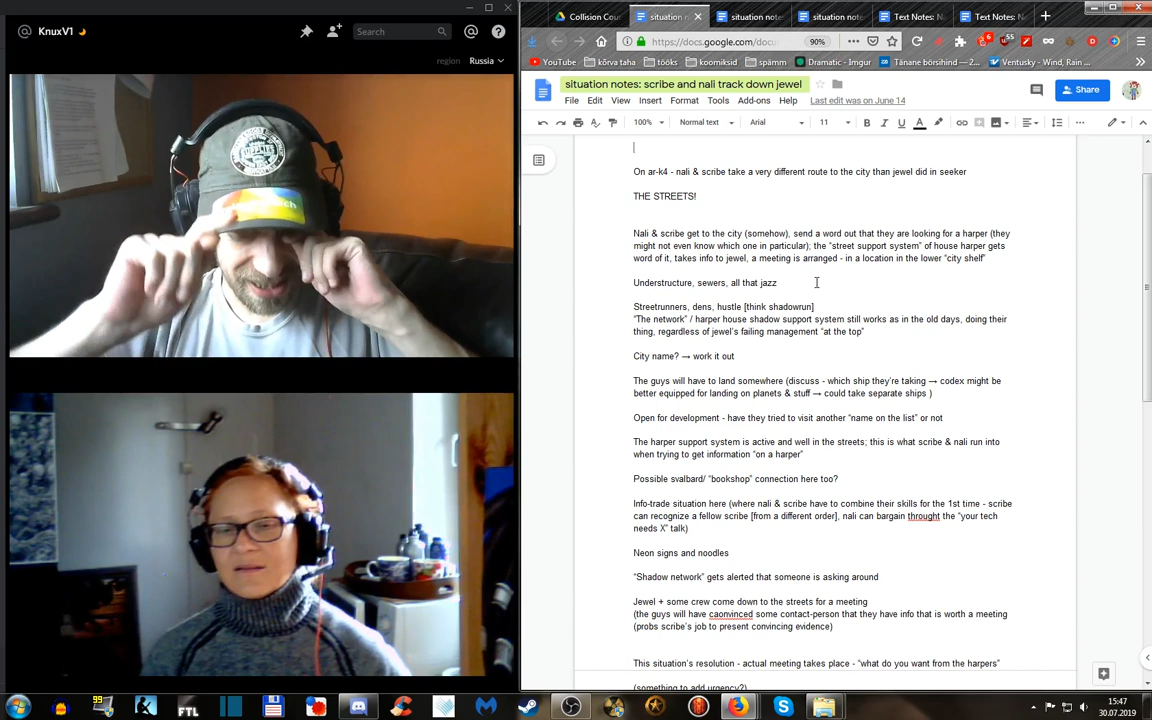 KnuxV1
Search
region Russia
Collision Cou
situation n
situation note
situation note
Text Notes: N
Text Notes: N
https://docs.google.com/docu
90%
YouTube
kõrva taha
tööks
koomiksid
spämm
Dramatic - Imgur
Tänane börsihind — 2...
Ventusky - Wind, Rain ...
situation notes: scribe and nali track down jewel
File Edit View Insert Format Tools Add-ons Help Last edit was on June 14
Share
100% Normal text Arial 11
On ar-k4 - nali & scribe take a very different route to the city than jewel did in seeker
THE STREETS!
Nali & scribe get to the city (somehow), send a word out that they are looking for a harper (they
might not even know which one in particular); the “street support system” of house harper gets
word of it, takes info to jewel, a meeting is arranged - in a location in the lower “city shelf”
Understructure, sewers, all that jazz
Streetrunners, dens, hustle [think shadowrun]
“The network” / harper house shadow support system still works as in the old days, doing their
thing, regardless of jewel’s failing management “at the top”
City name? → work it out
The guys will have to land somewhere (discuss - which ship they’re taking → codex might be
better equipped for landing on planets & stuff → could take separate ships )
Open for development - have they tried to visit another “name on the list” or not
The harper support system is active and well in the streets; this is what scribe & nali run into
when trying to get information “on a harper”
Possible svalbard/ “bookshop” connection here too?
Info-trade situation here (where nali & scribe have to combine their skills for the 1st time - scribe
can recognize a fellow scribe [from a different order], nali can bargain throught the “your tech
needs X” talk)
Neon signs and noodles
“Shadow network” gets alerted that someone is asking around
Jewel + some crew come down to the streets for a meeting
(the guys will have caonvinced some contact-person that they have info that is worth a meeting
(probs scribe’s job to present convincing evidence)
This situation’s resolution - actual meeting takes place - “what do you want from the harpers”
(something to add urgency?)
FTL
15:47
30.07.2019